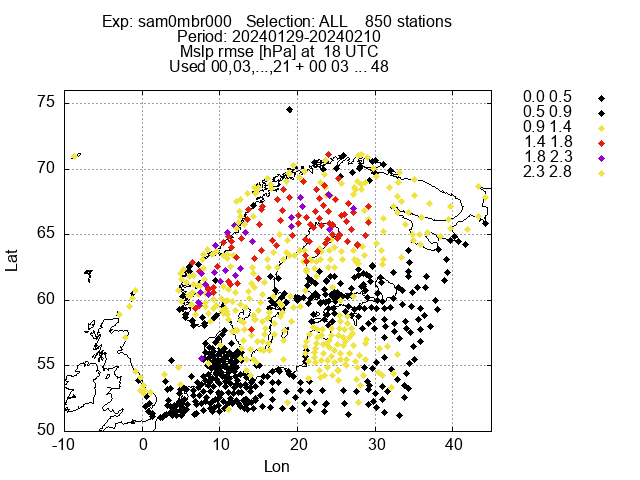 Exp: sam0mbr000 Selection: ALL 850 stations
Period: 20240129-20240210
Mslp rmse [hPa] at 18 UTC
Used 00,03,...,21 + 00 03 ... 48
0.0 0.5
0.5 0.9
0.9 1.4
1.4 1.8
1.8 2.3
2.3 2.8
75
70
65
60
55
50
Lat
-10 0 10 20 30 40
Lon